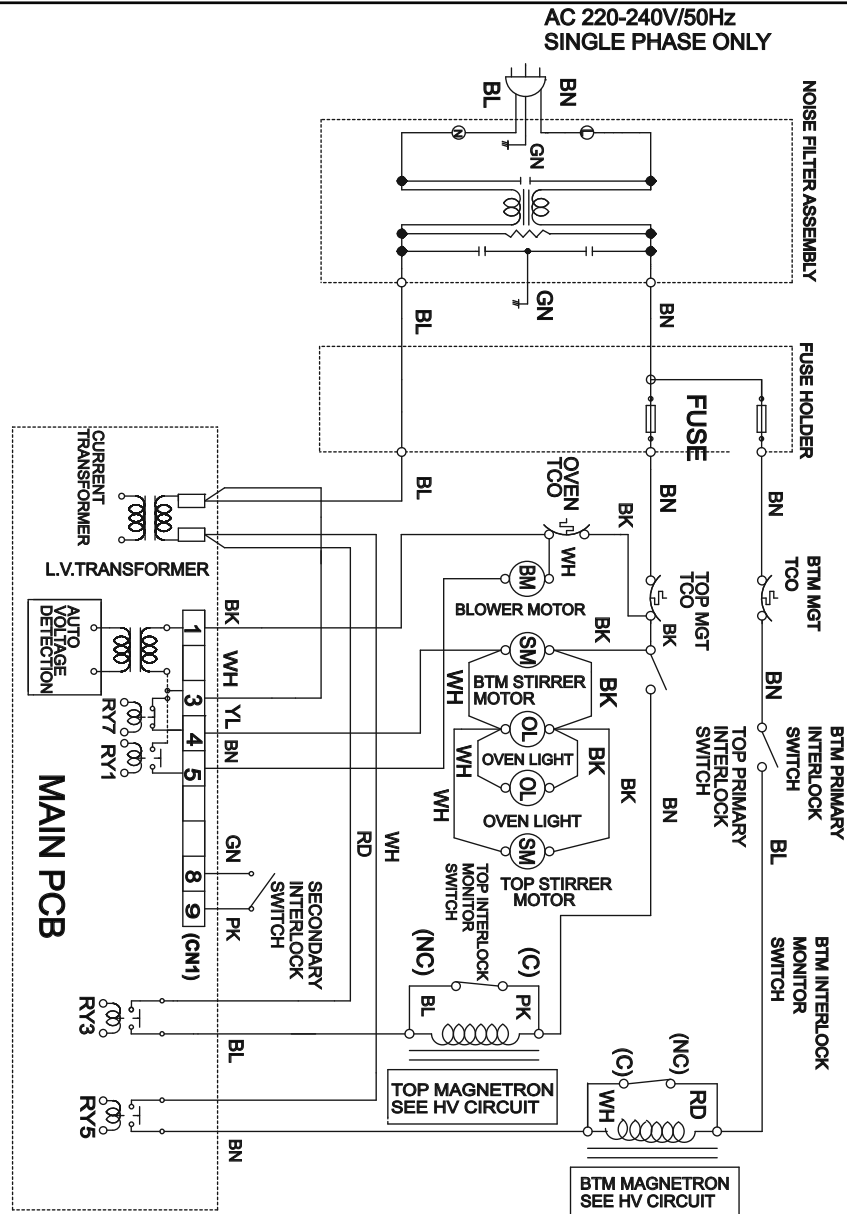 AC 220-240V/50Hz
SINGLE PHASE ONLY
BL
BN
N
L
GN
NOISE FILTER ASSEMBLY
GN
BL
BN
FUSE HOLDER
FUSE
BL
OVEN
TCO
BN
BN
BK
WH
TOP MGT
TCO
BTM MGT
TCO
CURRENT
TRANSFORMER
L.V.TRANSFORMER
BM
BLOWER MOTOR
AUTO
VOLTAGE
DETECTION
1
BK
WH
3
YL
4
BN
5
RY7
RY1
BK
BK
SM
BTM STIRRER
MOTOR
WH
BK
OL
OVEN LIGHT
WH
BK
OL
OVEN LIGHT
WH
BK
SM
TOP STIRRER
MOTOR
BN
BN
TOP PRIMARY
INTERLOCK
SWITCH
BTM PRIMARY
INTERLOCK
SWITCH
BL
BTM INTERLOCK
MONITOR
SWITCH
MAIN PCB
GN
8
9
PK
(CN1)
SECONDARY
INTERLOCK
SWITCH
RD
WH
TOP INTERLOCK
MONITOR
SWITCH
(NC)
(C)
BL
PK
RY3
BL
TOP MAGNETRON
SEE HV CIRCUIT
(C)
(NC)
WH
RD
RY5
BN
BTM MAGNETRON
SEE HV CIRCUIT